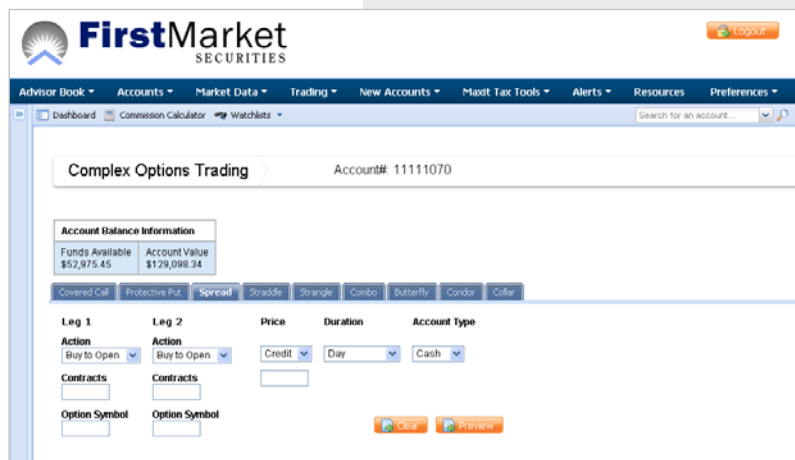 FirstMarket
SECURITIES
Logout
Advisor Book Accounts Market Data Trading New Accounts Maxit Tax Tools Alerts Resources Preferences
Dashboard Commission Calculator Watchlists Search for an account...
Complex Options Trading Account#: 11111070
Account Balance Information
Funds Available Account Value
$52,975.45 $129,098.34
Covered Call Protective Put Spread Straddle Strangle Combo Butterfly Condor Collar
Leg 1 Leg 2 Price Duration Account Type
Action Action
Buy to Open Buy to Open Credit Day Cash
Contracts Contracts
Option Symbol Option Symbol
Clear Preview